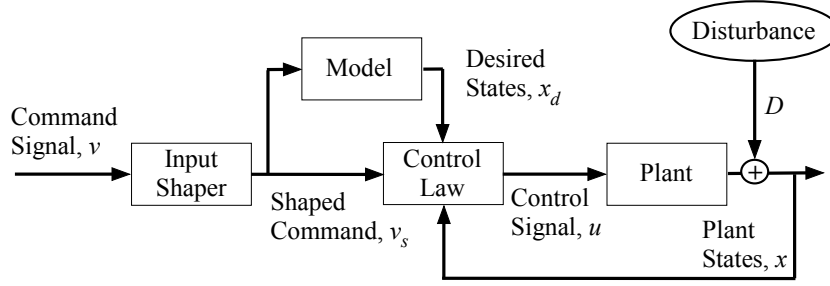 Disturbance
Model
Desired
States, x_d
D
Command
Signal, v
Input
Shaper
Control
Law
Plant
+
Shaped
Command, v_s
Control
Signal, u
Plant
States, x